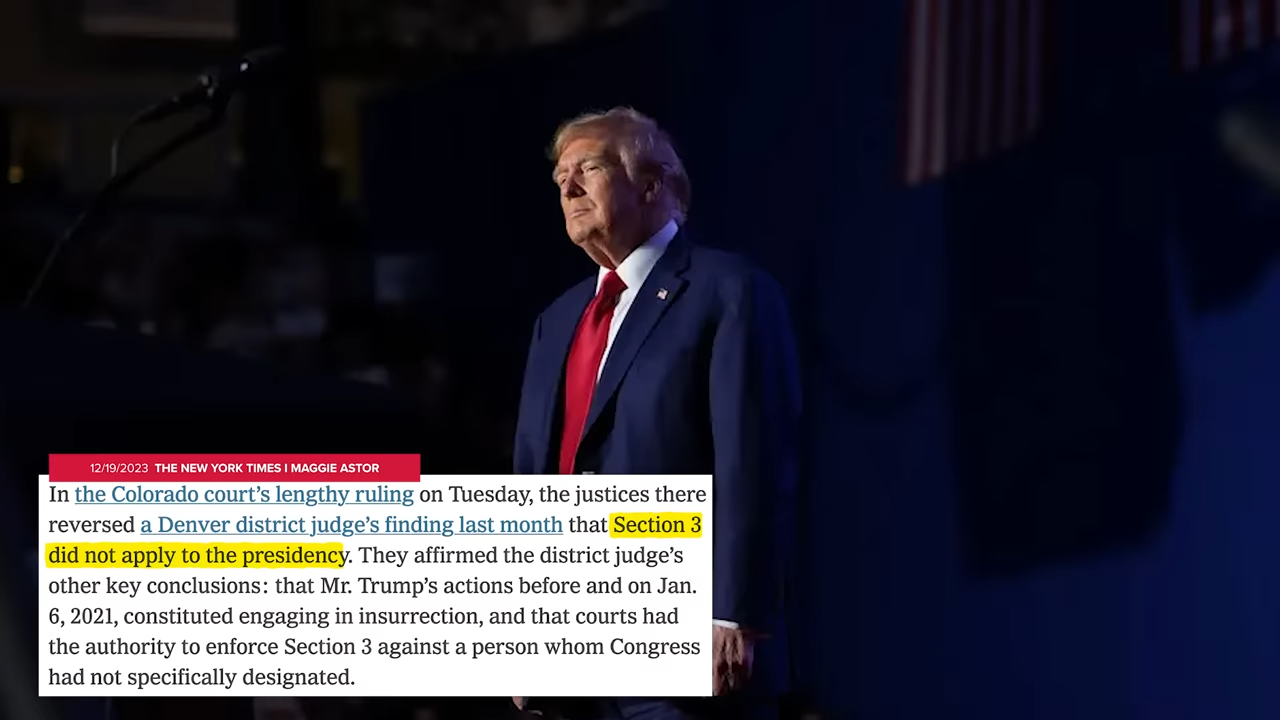 12/19/2023 THE NEW YORK TIMES I MAGGIE ASTOR
In the Colorado court’s lengthy ruling on Tuesday, the justices there
reversed a Denver district judge’s finding last month that Section 3
did not apply to the presidency. They affirmed the district judge’s
other key conclusions: that Mr. Trump’s actions before and on Jan.
6, 2021, constituted engaging in insurrection, and that courts had
the authority to enforce Section 3 against a person whom Congress
had not specifically designated.